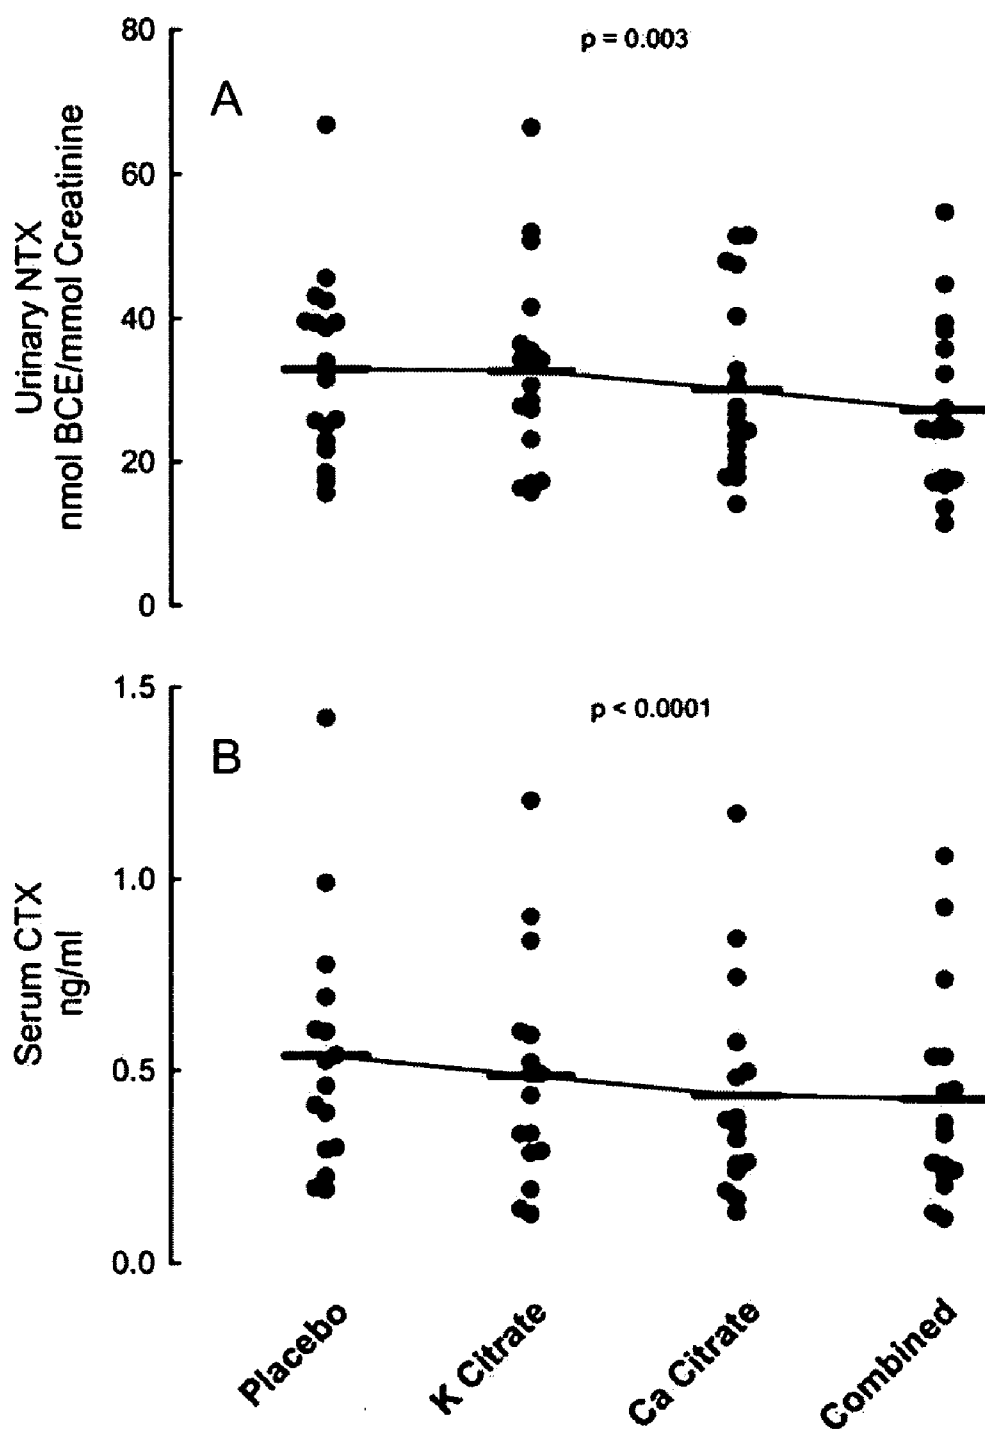 80
p = 0.003
A
60
40
20
0
Urinary NTX
nmol BCE/mmol Creatinine
1.5
p < 0.0001
B
1.0
0.5
0.0
Serum CTX
ng/ml
Placebo
K Citrate
Ca Citrate
Combined